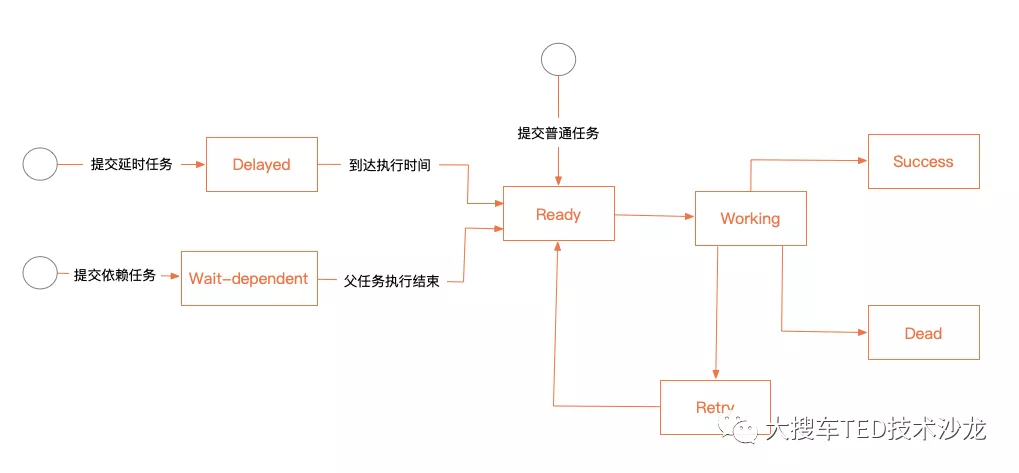 提交普通任务
提交延时任务
Delayed
到达执行时间
Success
Ready
Working
提交依赖任务
Wait-dependent
父任务执行结束
Dead
Retry
大搜车TED技术沙龙